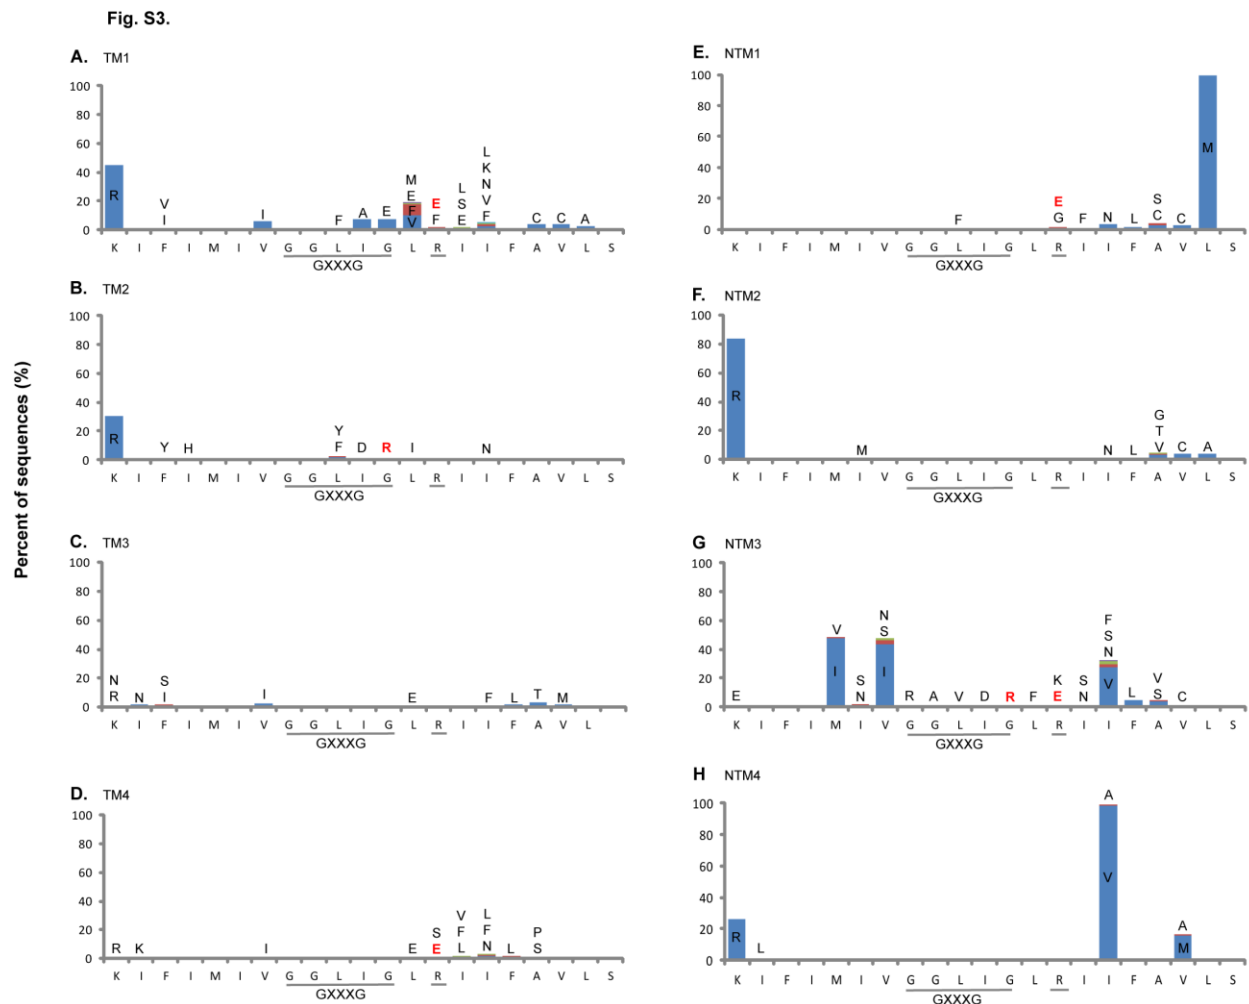 Fig. S3.
Percent of sequences (%)
A. TM1
100
80
60
40
20
0
R
V
I
I
F
A
E
M
E
F
V
E
F
L
S
E
L
K
N
V
F
C
C
A
K I F I M I V G G L I G L R I I F A V L S
GXXXG
B. TM2
100
80
60
40
20
0
R
Y
H
Y
F
D
R
I
N
K I F I M I V G G L I G L R I I F A V L S
GXXXG
C. TM3
100
80
60
40
20
0
N
R
N
S
I
I
E
F
L
T
M
K I F I M I V G G L I G L R I I F A V L
GXXXG
D. TM4
100
80
60
40
20
0
R
K
I
E
S
E
V
F
L
L
F
N
L
P
S
K I F I M I V G G L I G L R I I F A V L S
GXXXG
E. NTM1
100
80
60
40
20
0
F
E
G
F
N
L
S
C
C
M
K I F I M I V G G L I G L R I I F A V L S
GXXXG
F. NTM2
100
80
60
40
20
0
R
M
N
L
G
T
V
C
A
K I F I M I V G G L I G L R I I F A V L S
GXXXG
G NTM3
100
80
60
40
20
0
E
V
I
S
N
N
S
I
R
A
V
D
R
F
K
E
S
N
F
S
N
V
L
V
S
C
K I F I M I V G G L I G L R I I F A V L S
GXXXG
H NTM4
100
80
60
40
20
0
R
L
A
V
A
M
K I F I M I V G G L I G L R I I F A V L S
GXXXG